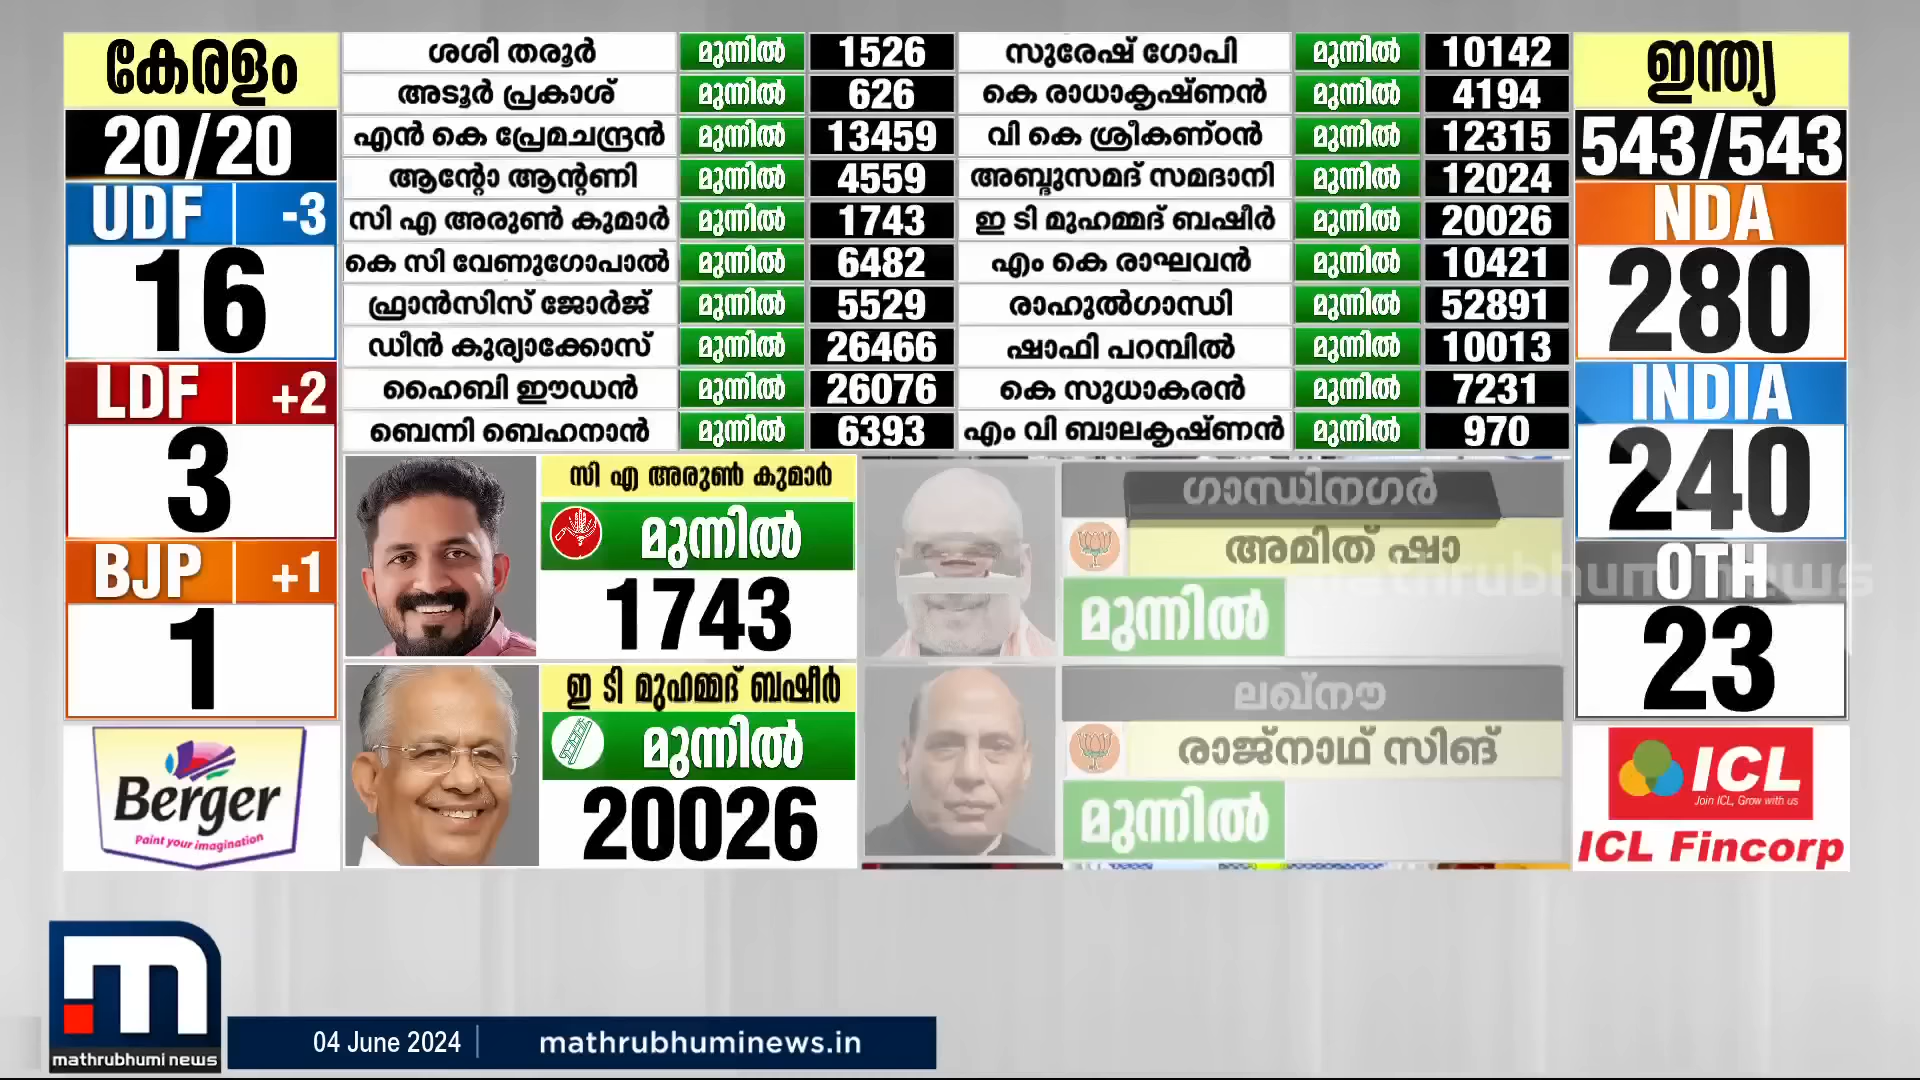 കേരളം
20/20
UDF -3
16
LDF +2
3
BJP +1
1
Berger
Paint your imagination
ശശി തരൂർ മുന്നിൽ 1526
അടൂർ പ്രകാശ് മുന്നിൽ 626
എൻ കെ പ്രേമചന്ദ്രൻ മുന്നിൽ 13459
ആന്റോ ആന്റണി മുന്നിൽ 4559
സി എ അരുൺ കുമാർ മുന്നിൽ 1743
കെ സി വേണുഗോപാൽ മുന്നിൽ 6482
ഫ്രാൻസിസ് ജോർജ് മുന്നിൽ 5529
ഡീൻ കുര്യാക്കോസ് മുന്നിൽ 26466
ഹൈബി ഈഡൻ മുന്നിൽ 26076
ബെന്നി ബെഹനാൻ മുന്നിൽ 6393
സുരേഷ് ഗോപി മുന്നിൽ 10142
കെ രാധാകൃഷ്ണൻ മുന്നിൽ 4194
വി കെ ശ്രീകണ്ഠൻ മുന്നിൽ 12315
അബ്ദുസമദ് സമദാനി മുന്നിൽ 12024
ഇ ടി മുഹമ്മദ് ബഷീർ മുന്നിൽ 20026
എം കെ രാഘവൻ മുന്നിൽ 10421
രാഹുൽഗാന്ധി മുന്നിൽ 52891
ഷാഫി പറമ്പിൽ മുന്നിൽ 10013
കെ സുധാകരൻ മുന്നിൽ 7231
എം വി ബാലകൃഷ്ണൻ മുന്നിൽ 970
സി എ അരുൺ കുമാർ
മുന്നിൽ
1743
ഇ ടി മുഹമ്മദ് ബഷീർ
മുന്നിൽ
20026
ഗാന്ധിനഗർ
അമിത് ഷാ
മുന്നിൽ
ലഖ്നൗ
രാജ്നാഥ് സിങ്
മുന്നിൽ
ഇന്ത്യ
543/543
NDA
280
INDIA
240
OTH
23
mathrubhumi news
ICL
Join ICL, Grow with us
ICL Fincorp
mathrubhumi news
04 June 2024
mathrubhuminews.in